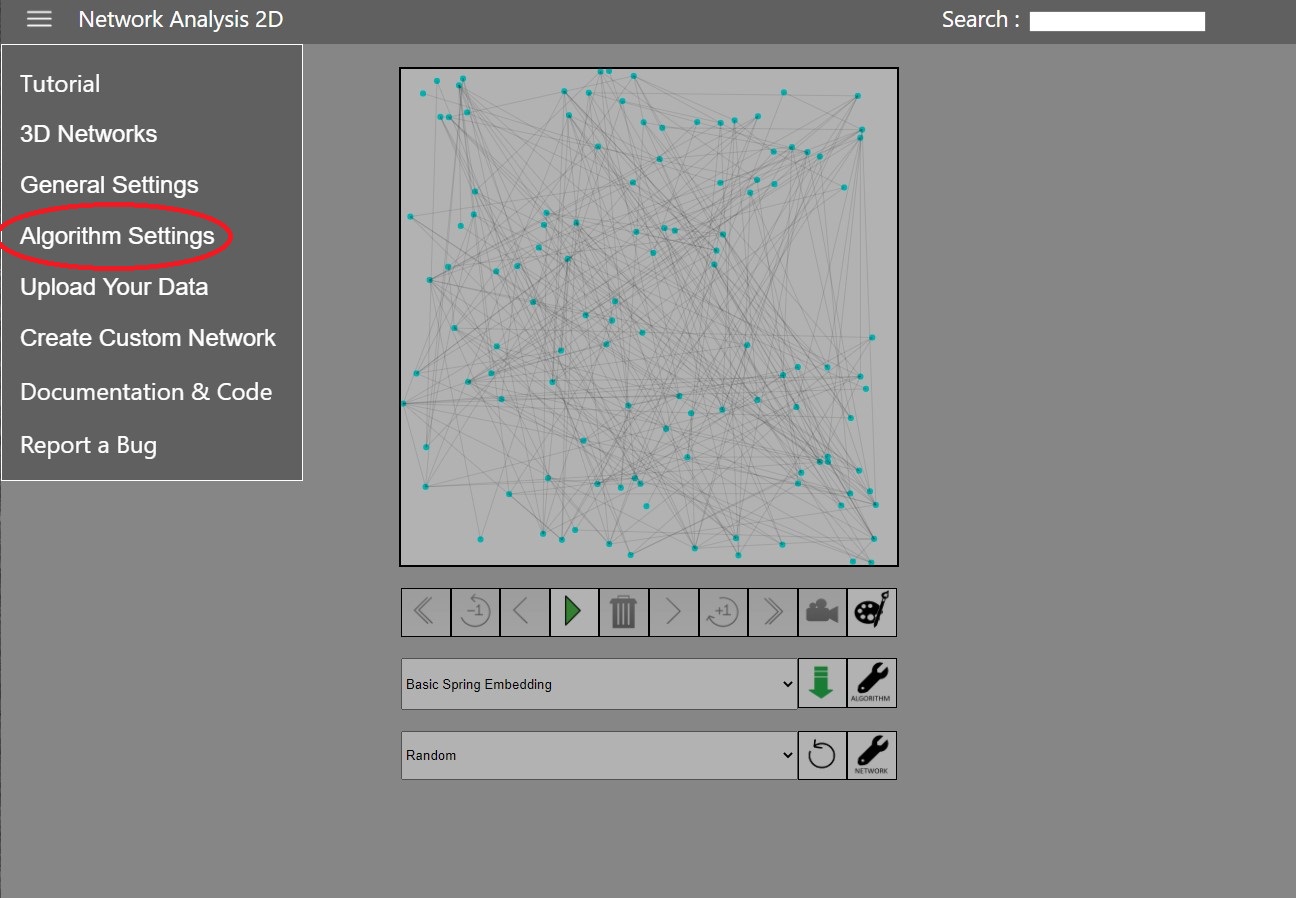 Network Analysis 2D
Search :
Tutorial
3D Networks
General Settings
Algorithm Settings
Upload Your Data
Create Custom Network
Documentation & Code
Report a Bug
-1
+1
Basic Spring Embedding
ALGORITHM
Random
NETWORK